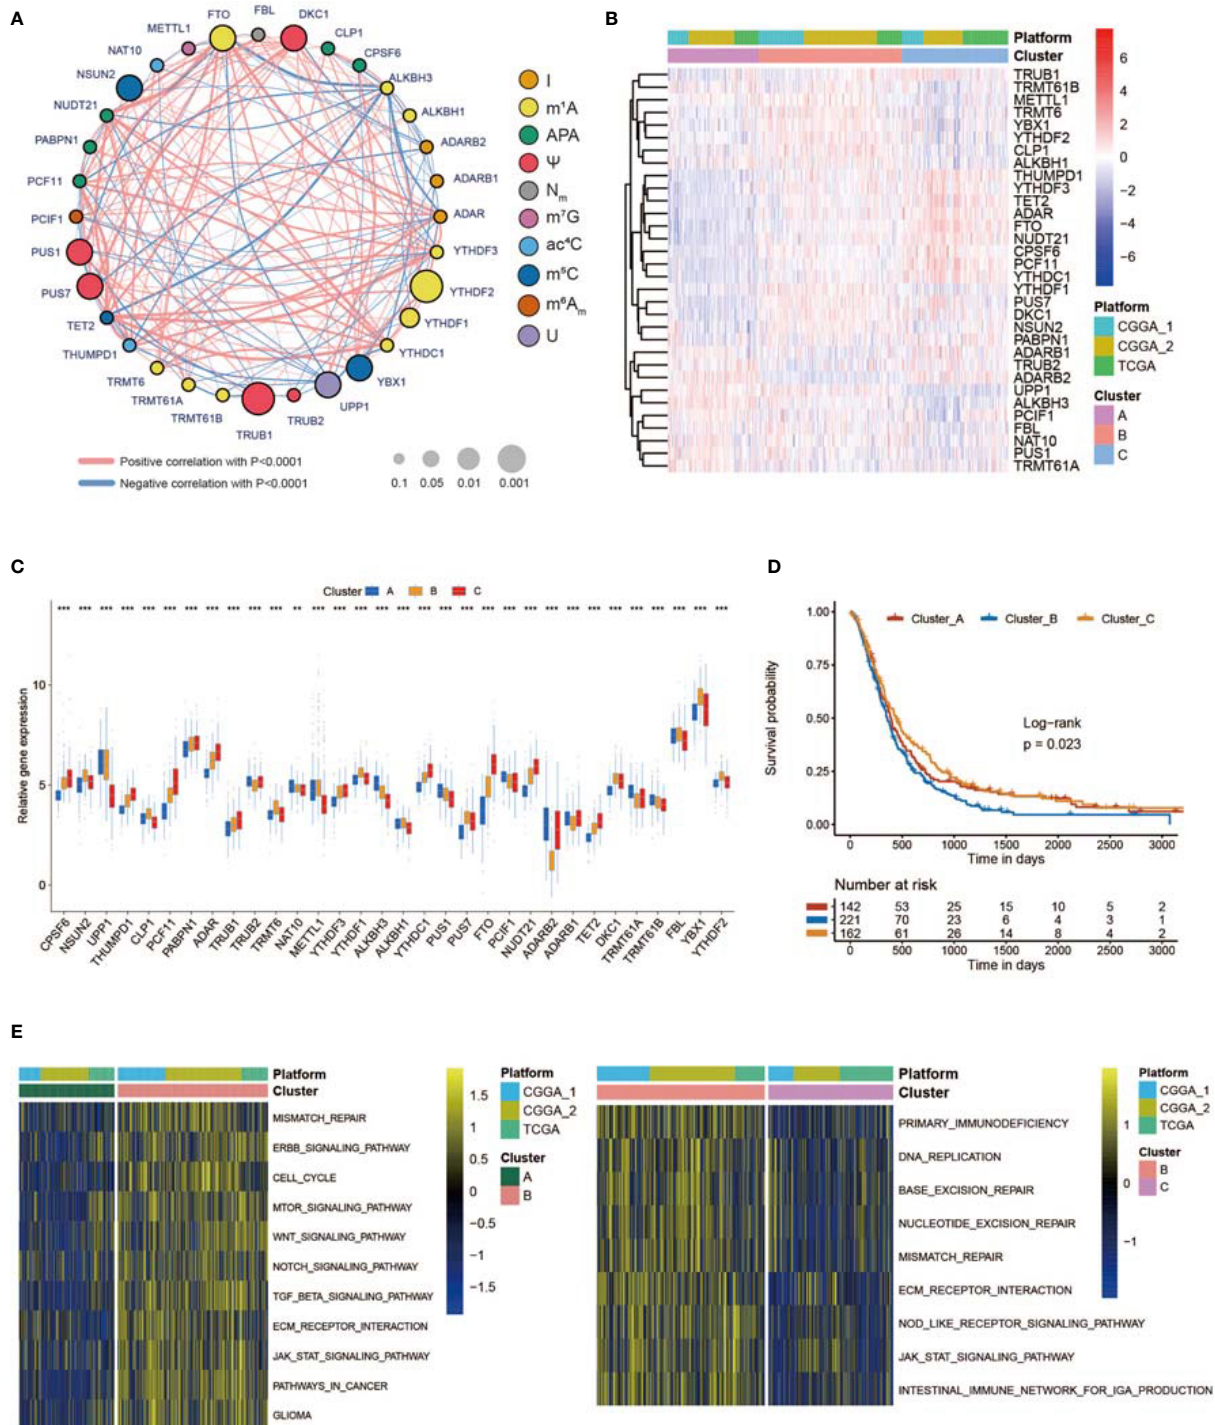 A
FTO
FBL
DKC1
METTL1
CLP1
NAT10
CPSF6
NSUN2
ALKBH3
NUDT21
ALKBH1
PABPN1
ADARB2
PCF11
ADARB1
PCIF1
ADAR
PUS1
YTHDF3
PUS7
YTHDF2
TET2
YTHDF1
THUMPD1
YTHDC1
TRMT6
YBX1
TRMT61A
UPP1
TRMT61B
TRUB2
TRUB1
I
m¹A
APA
Ψ
Nm
m⁷G
ac⁴C
m⁵C
m⁶Am
U
Positive correlation with P<0.0001
Negative correlation with P<0.0001
0.1 0.05 0.01 0.001
B
Platform
Cluster
TRUB1
TRMT61B
METTL1
TRMT6
YBX1
YTHDF2
CLP1
ALKBH1
THUMPD1
YTHDF3
TET2
ADAR
FTO
NUDT21
CPSF6
PCF11
YTHDC1
YTHDF1
PUS7
DKC1
NSUN2
PABPN1
ADARB1
TRUB2
ADARB2
UPP1
ALKBH3
PCIF1
FBL
NAT10
PUS1
TRMT61A
6
4
2
0
−2
−4
−6
Platform
CGGA_1
CGGA_2
TCGA
Cluster
A
B
C
C
Cluster A B C
*** *** *** *** *** *** *** *** *** *** *** ** *** *** *** *** *** *** *** *** *** *** *** *** *** *** *** *** *** *** *** ***
Relative gene expression
10
5
0
CPSF6
NSUN2
UPP1
THUMPD1
CLP1
PCF11
PABPN1
ADAR
TRUB1
TRUB2
TRMT6
NAT10
METTL1
YTHDF3
YTHDF1
ALKBH3
ALKBH1
YTHDC1
PUS1
PUS7
FTO
PCIF1
NUDT21
ADARB2
ADARB1
TET2
DKC1
TRMT61A
TRMT61B
FBL
YBX1
YTHDF2
D
Cluster_A Cluster_B Cluster_C
Survival probability
1.00
0.75
0.50
0.25
0.00
Log−rank
p = 0.023
0 500 1000 1500 2000 2500 3000
Time in days
Number at risk
142 53 25 15 10 5 2
221 70 23 6 4 3 1
162 61 26 14 8 4 2
0 500 1000 1500 2000 2500 3000
Time in days
E
Platform
Cluster
MISMATCH_REPAIR
ERBB_SIGNALING_PATHWAY
CELL_CYCLE
MTOR_SIGNALING_PATHWAY
WNT_SIGNALING_PATHWAY
NOTCH_SIGNALING_PATHWAY
TGF_BETA_SIGNALING_PATHWAY
ECM_RECEPTOR_INTERACTION
JAK_STAT_SIGNALING_PATHWAY
PATHWAYS_IN_CANCER
GLIOMA
1.5
1
0.5
0
−0.5
−1
−1.5
Platform
CGGA_1
CGGA_2
TCGA
Cluster
A
B
Platform
Cluster
PRIMARY_IMMUNODEFICIENCY
DNA_REPLICATION
BASE_EXCISION_REPAIR
NUCLEOTIDE_EXCISION_REPAIR
MISMATCH_REPAIR
ECM_RECEPTOR_INTERACTION
NOD_LIKE_RECEPTOR_SIGNALING_PATHWAY
JAK_STAT_SIGNALING_PATHWAY
INTESTINAL_IMMUNE_NETWORK_FOR_IGA_PRODUCTION
1
0
−1
Platform
CGGA_1
CGGA_2
TCGA
Cluster
B
C